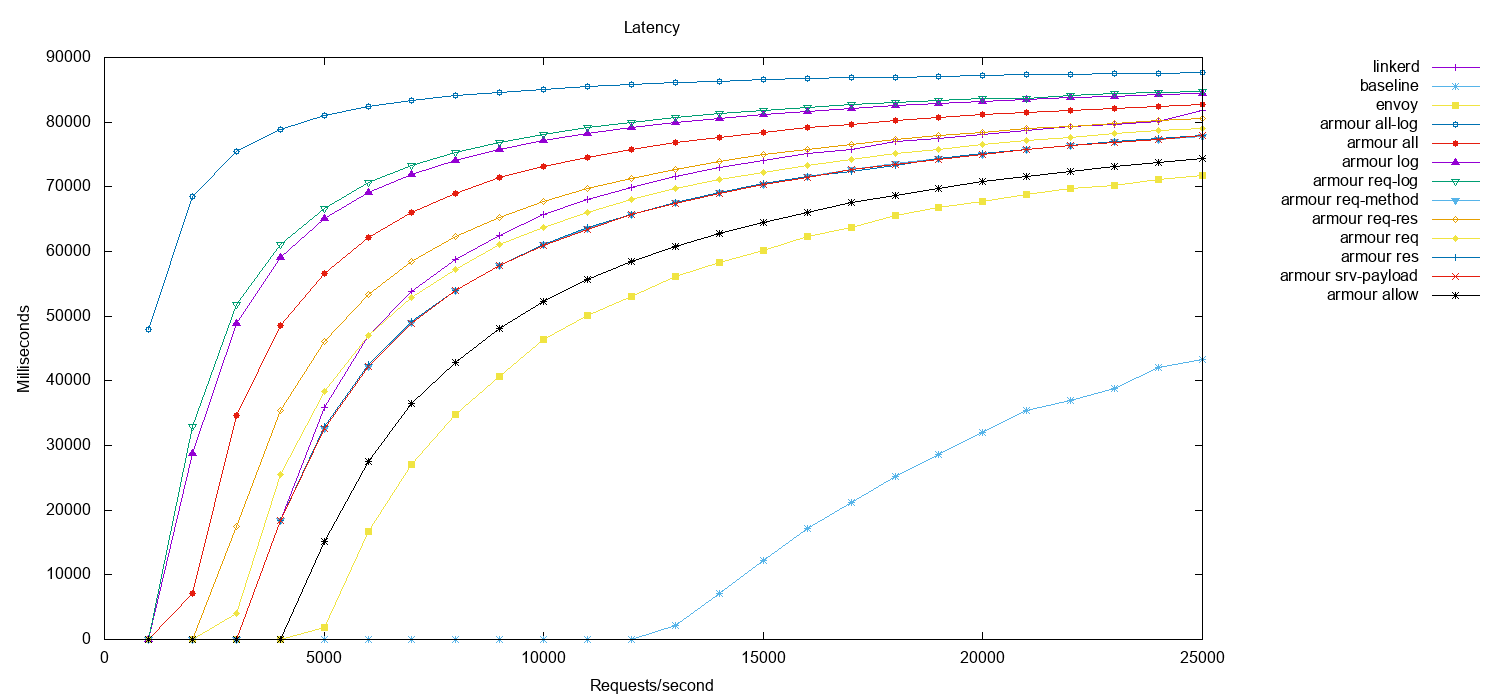 Latency
90000
80000
70000
60000
50000
40000
30000
20000
10000
0
Milliseconds
0 5000 10000 15000 20000 25000
Requests/second
linkerd
baseline
envoy
armour all-log
armour all
armour log
armour req-log
armour req-method
armour req-res
armour req
armour res
armour srv-payload
armour allow